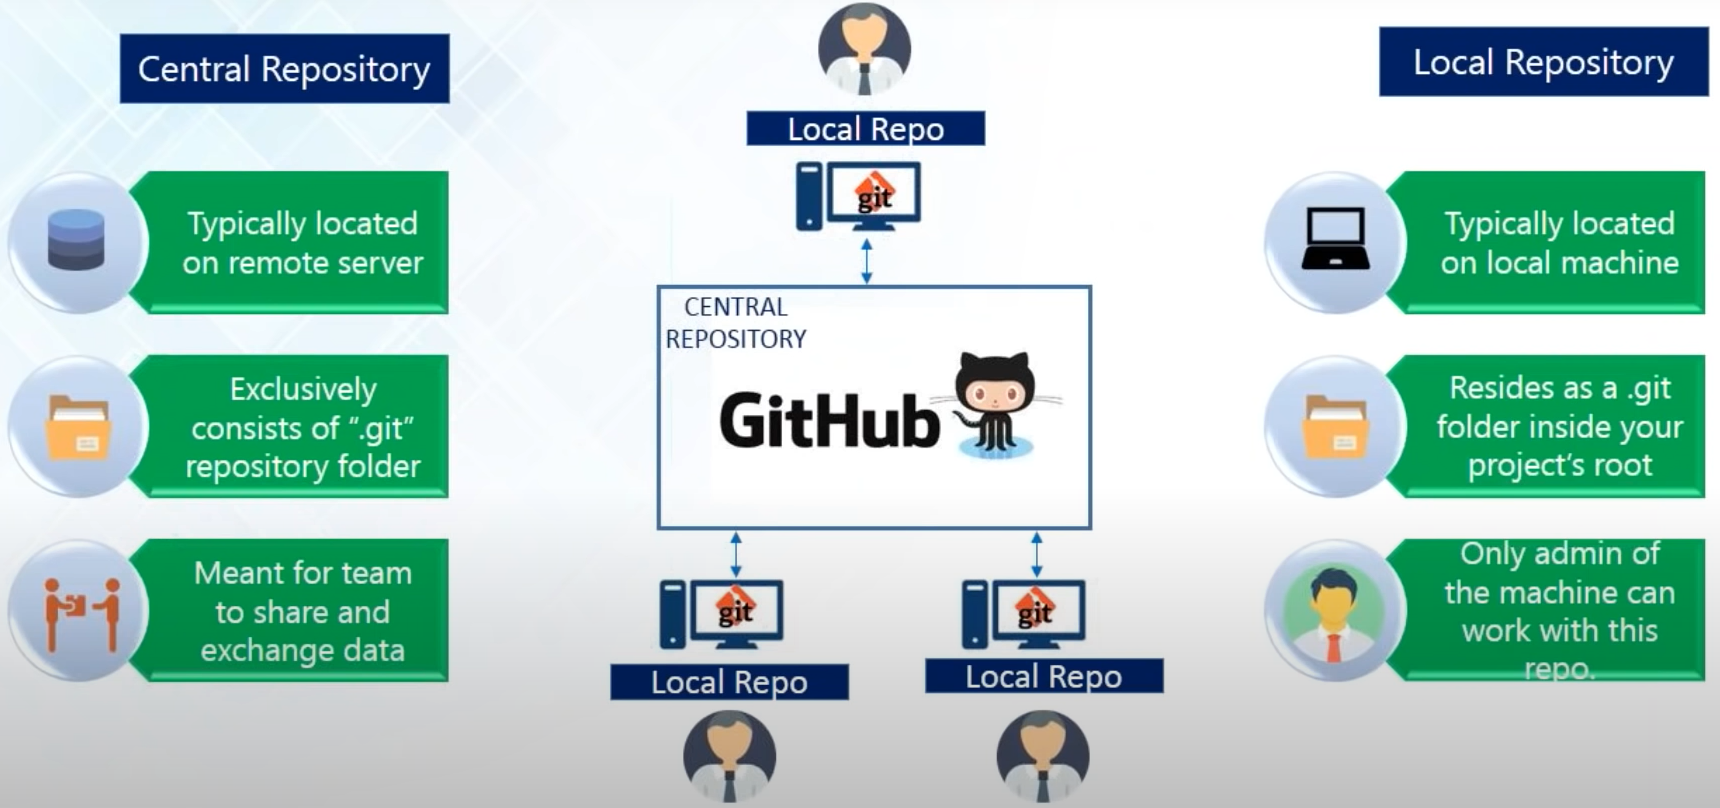 Central Repository
Typically located
on remote server
Exclusively
consists of “.git”
repository folder
Meant for team
to share and
exchange data
Local Repo
git
CENTRAL
REPOSITORY
GitHub
git
git
Local Repo
Local Repo
Local Repository
Typically located
on local machine
Resides as a .git
folder inside your
project’s root
Only admin of
the machine can
work with this
repo.